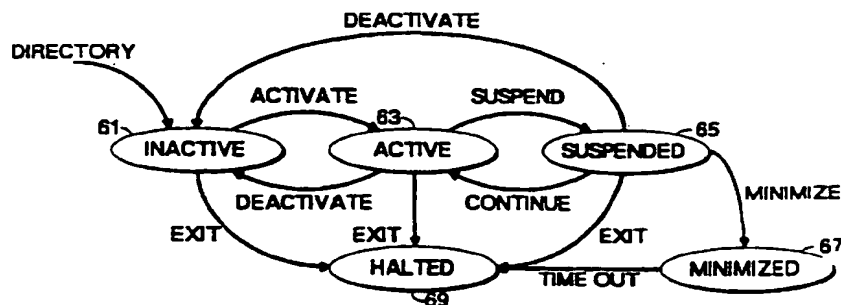 DEACTIVATE
DIRECTORY
ACTIVATE
SUSPEND
61
63
65
INACTIVE
ACTIVE
SUSPENDED
DEACTIVATE
CONTINUE
MINIMIZE
EXIT
EXIT
EXIT
67
HALTED
TIME OUT
MINIMIZED
69